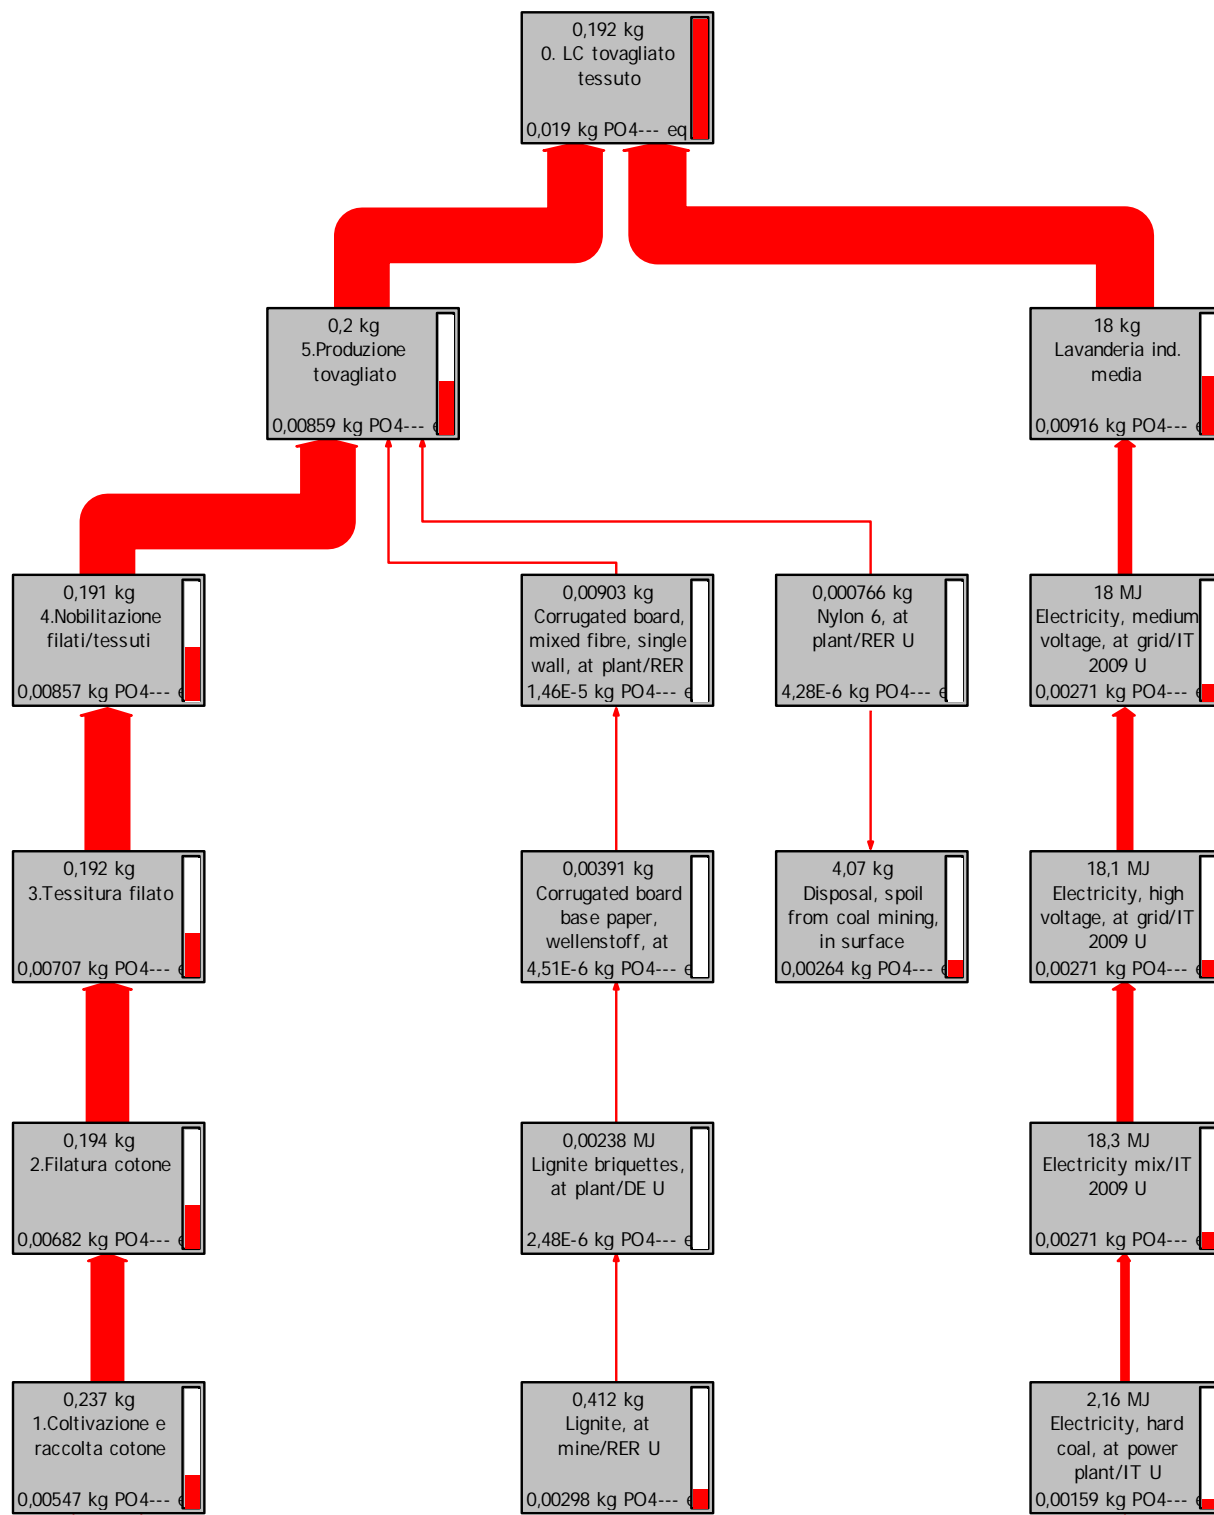 0,192 kg
0. LC tovagliato
tessuto
0,019 kg PO4--- eq
0,2 kg
5.Produzione
tovagliato
0,00859 kg PO4--- e
18 kg
Lavanderia ind.
media
0,00916 kg PO4--- e
0,191 kg
4.Nobilitazione
filati/tessuti
0,00857 kg PO4--- e
0,00903 kg
Corrugated board,
mixed fibre, single
wall, at plant/RER
1,46E-5 kg PO4--- e
0,000766 kg
Nylon 6, at
plant/RER U
4,28E-6 kg PO4--- e
18 MJ
Electricity, medium
voltage, at grid/IT
2009 U
0,00271 kg PO4--- e
0,192 kg
3.Tessitura filato
0,00707 kg PO4--- e
0,00391 kg
Corrugated board
base paper,
wellenstoff, at
4,51E-6 kg PO4--- e
4,07 kg
Disposal, spoil
from coal mining,
in surface
0,00264 kg PO4--- e
18,1 MJ
Electricity, high
voltage, at grid/IT
2009 U
0,00271 kg PO4--- e
0,194 kg
2.Filatura cotone
0,00682 kg PO4--- e
0,00238 MJ
Lignite briquettes,
at plant/DE U
2,48E-6 kg PO4--- e
18,3 MJ
Electricity mix/IT
2009 U
0,00271 kg PO4--- e
0,237 kg
1.Coltivazione e
raccolta cotone
0,00547 kg PO4--- e
0,412 kg
Lignite, at
mine/RER U
0,00298 kg PO4--- e
2,16 MJ
Electricity, hard
coal, at power
plant/IT U
0,00159 kg PO4--- e